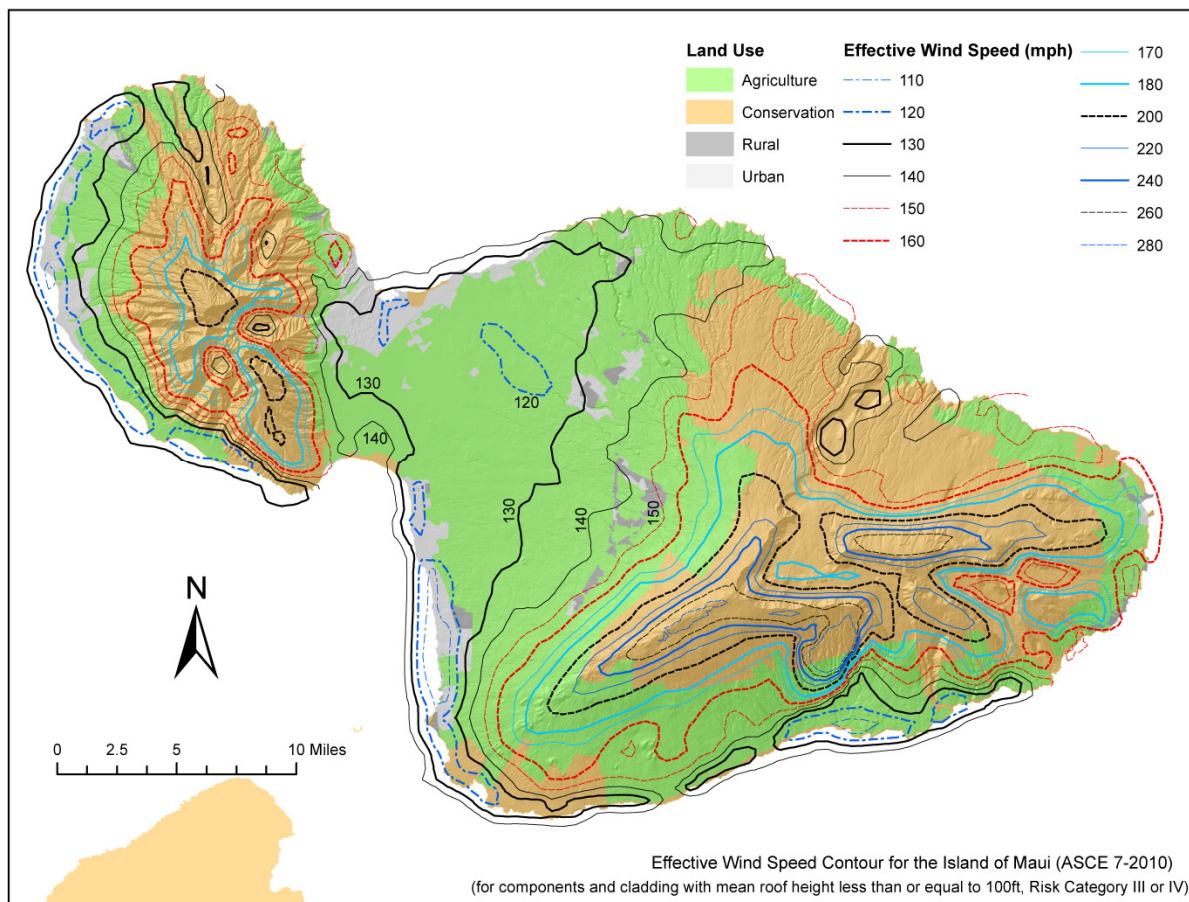 Land Use
Agriculture
Conservation
Rural
Urban
Effective Wind Speed (mph)
110
120
130
140
150
160
170
180
200
220
240
260
280
130
120
140
130
140
150
N
0 2.5 5 10 Miles
Effective Wind Speed Contour for the Island of Maui (ASCE 7-2010)
(for components and cladding with mean roof height less than or equal to 100ft, Risk Category III or IV)